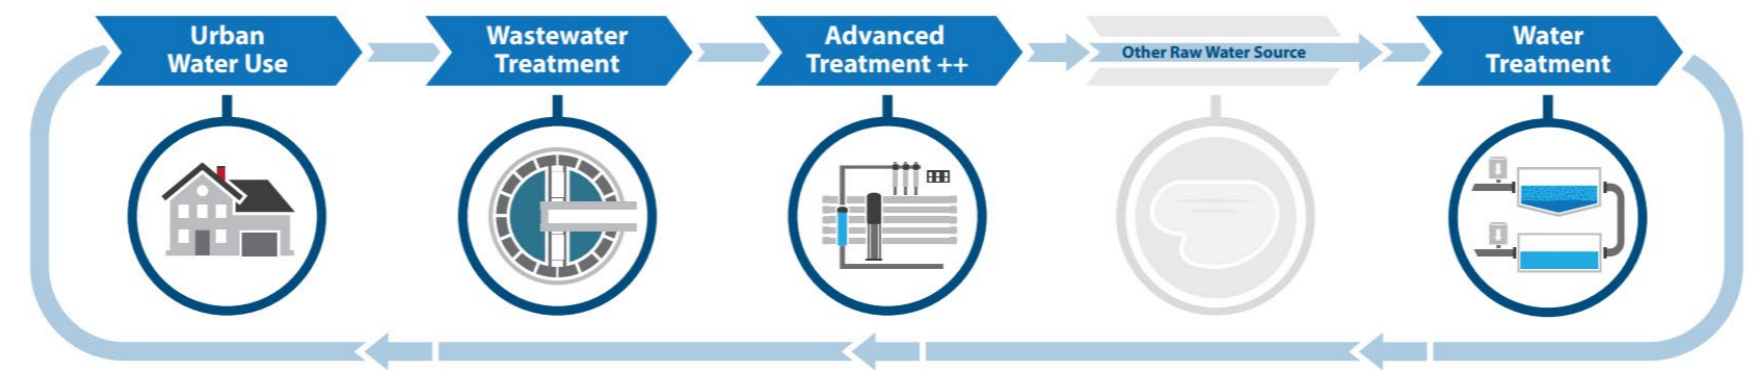 Urban
Water Use
Wastewater
Treatment
Advanced
Treatment ++
Other Raw Water Source
Water
Treatment